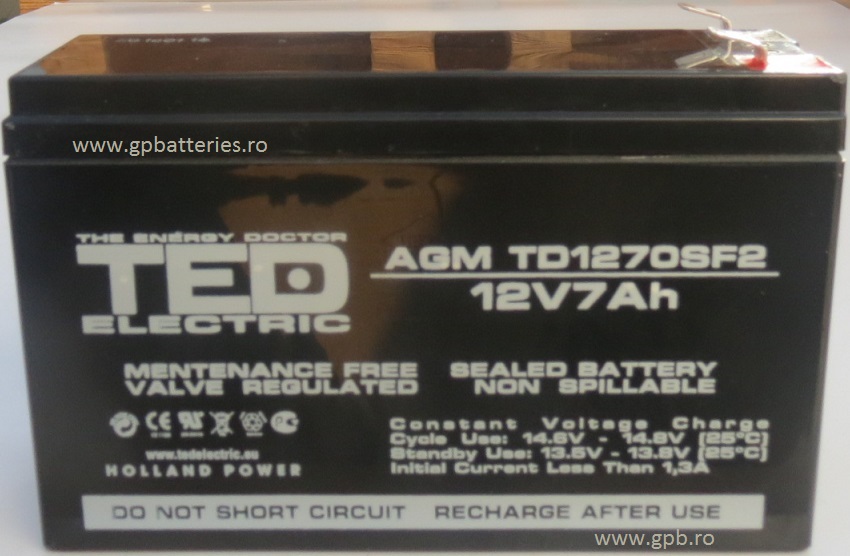 www.gpbatteries.ro
THE ENERGY DOCTOR
TED
ELECTRIC
AGM TD1270SF2
12V7Ah
MENTENANCE FREE
VALVE REGULATED
SEALED BATTERY
NON SPILLABLE
CE
www.tedelectric.eu
HOLLAND POWER
Constant Voltage Charge
Cycle Use: 14.6V - 14.8V (25°C)
Standby Use: 13.5V - 13.8V (25°C)
Initial Current Less Than 1,3A
DO NOT SHORT CIRCUIT RECHARGE AFTER USE
www.gpb.ro